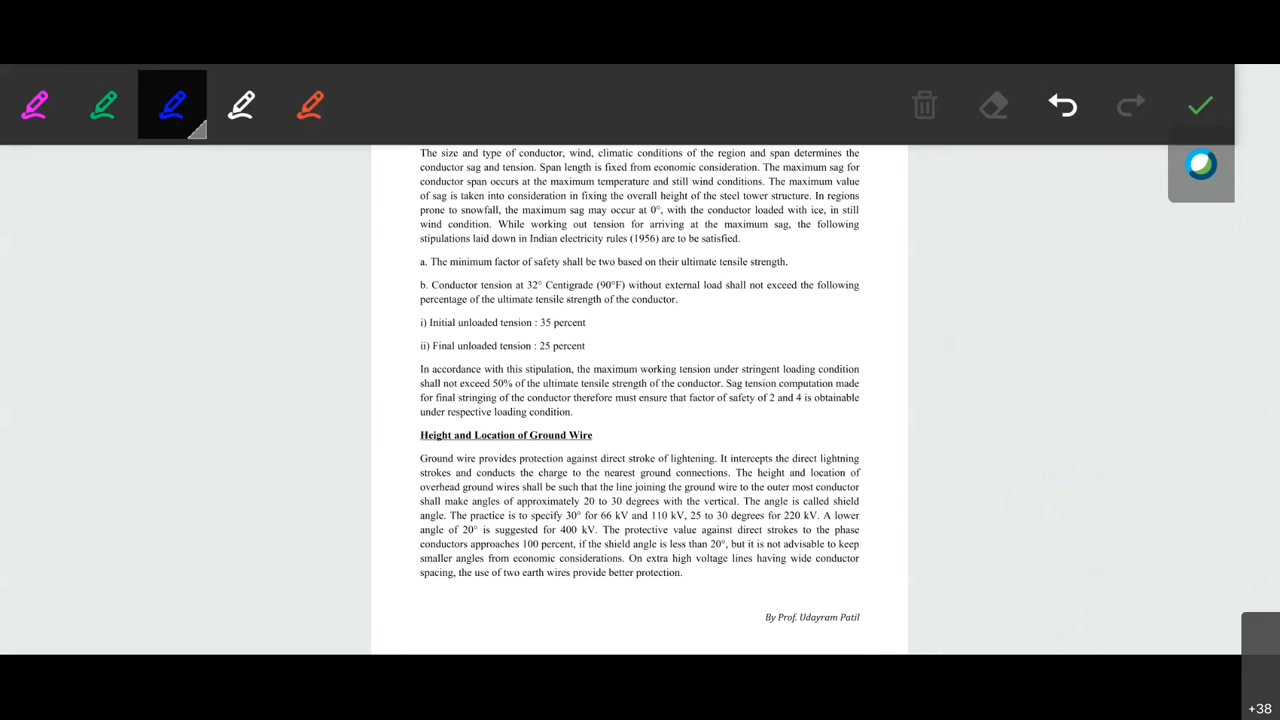 The size and type of conductor, wind, climatic conditions of the region and span determines the
conductor sag and tension. Span length is fixed from economic consideration. The maximum sag for
conductor span occurs at the maximum temperature and still wind conditions. The maximum value
of sag is taken into consideration in fixing the overall height of the steel tower structure. In regions
prone to snowfall, the maximum sag may occur at 0°, with the conductor loaded with ice, in still
wind condition. While working out tension for arriving at the maximum sag, the following
stipulations laid down in Indian electricity rules (1956) are to be satisfied.
a. The minimum factor of safety shall be two based on their ultimate tensile strength.
b. Conductor tension at 32° Centigrade (90°F) without external load shall not exceed the following
percentage of the ultimate tensile strength of the conductor.
i) Initial unloaded tension : 35 percent
ii) Final unloaded tension : 25 percent
In accordance with this stipulation, the maximum working tension under stringent loading condition
shall not exceed 50% of the ultimate tensile strength of the conductor. Sag tension computation made
for final stringing of the conductor therefore must ensure that factor of safety of 2 and 4 is obtainable
under respective loading condition.
Height and Location of Ground Wire
Ground wire provides protection against direct stroke of lightening. It intercepts the direct lightning
strokes and conducts the charge to the nearest ground connections. The height and location of
overhead ground wires shall be such that the line joining the ground wire to the outer most conductor
shall make angles of approximately 20 to 30 degrees with the vertical. The angle is called shield
angle. The practice is to specify 30° for 66 kV and 110 kV, 25 to 30 degrees for 220 kV. A lower
angle of 20° is suggested for 400 kV. The protective value against direct strokes to the phase
conductors approaches 100 percent, if the shield angle is less than 20°, but it is not advisable to keep
smaller angles from economic considerations. On extra high voltage lines having wide conductor
spacing, the use of two earth wires provide better protection.
By Prof. Udayram Patil
+38